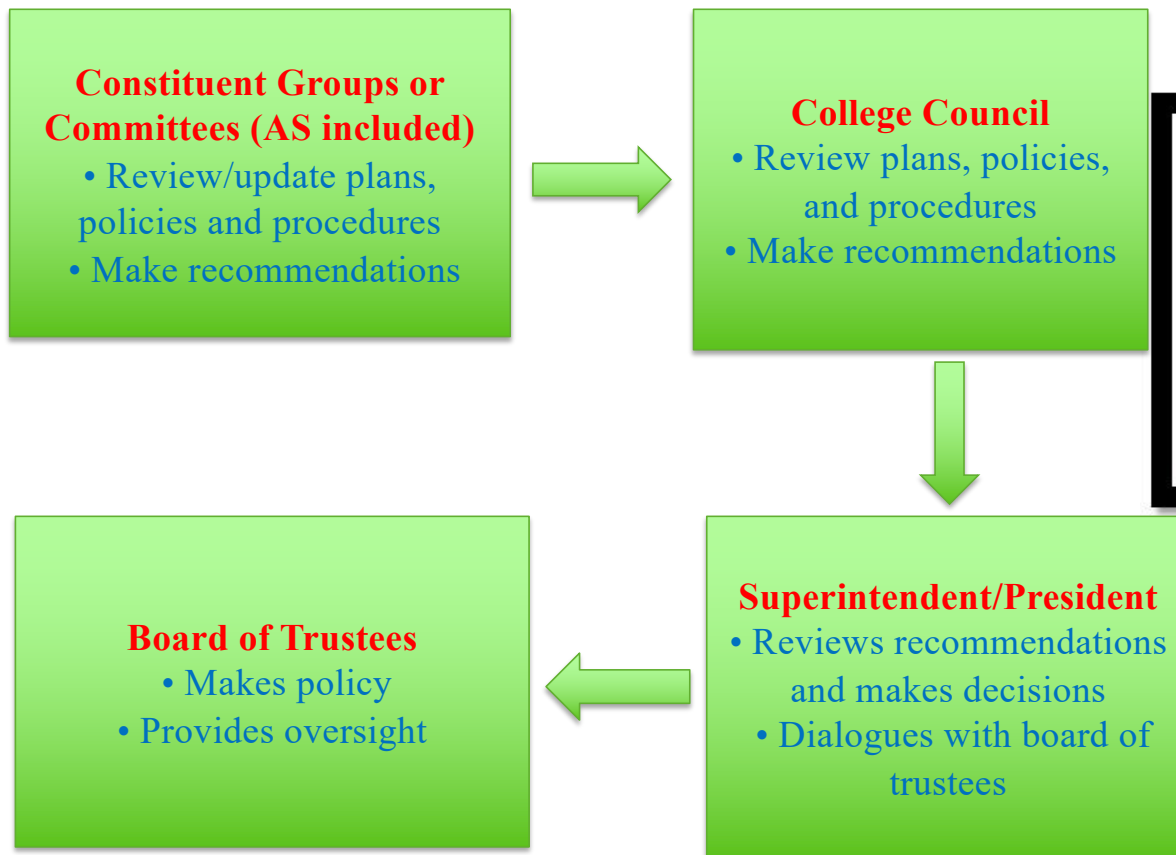 Constituent Groups or
Committees (AS included)
• Review/update plans,
policies and procedures
• Make recommendations
College Council
• Review plans, policies,
and procedures
• Make recommendations
Superintendent/President
• Reviews recommendations
and makes decisions
• Dialogues with board of
trustees
Board of Trustees
• Makes policy
• Provides oversight